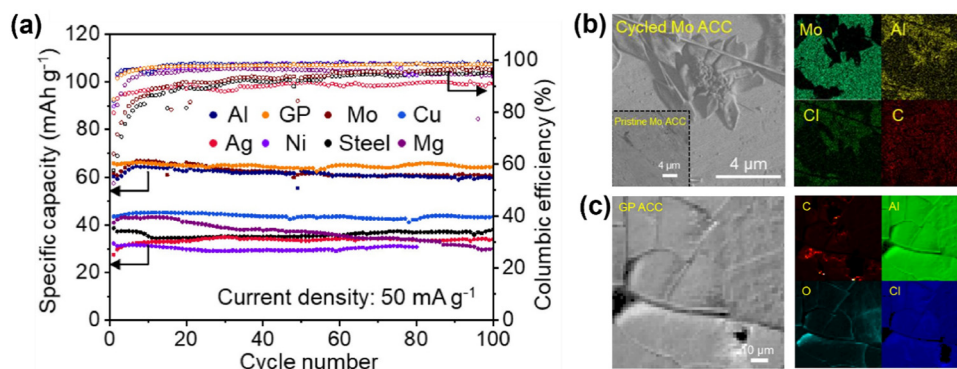 (a)
Specific capacity (mAh g⁻¹)
120
100
80
60
40
20
0
Al
GP
Mo
Cu
Ag
Ni
Steel
Mg
Current density: 50 mA g⁻¹
0
20
40
60
80
100
Cycle number
100
80
60
40
20
0
Columbic efficiency (%)
(b)
Cycled Mo ACC
Pristine Mo ACC
4 μm
4 μm
Mo
Al
Cl
C
(c)
GP ACC
10 μm
C
Al
O
Cl